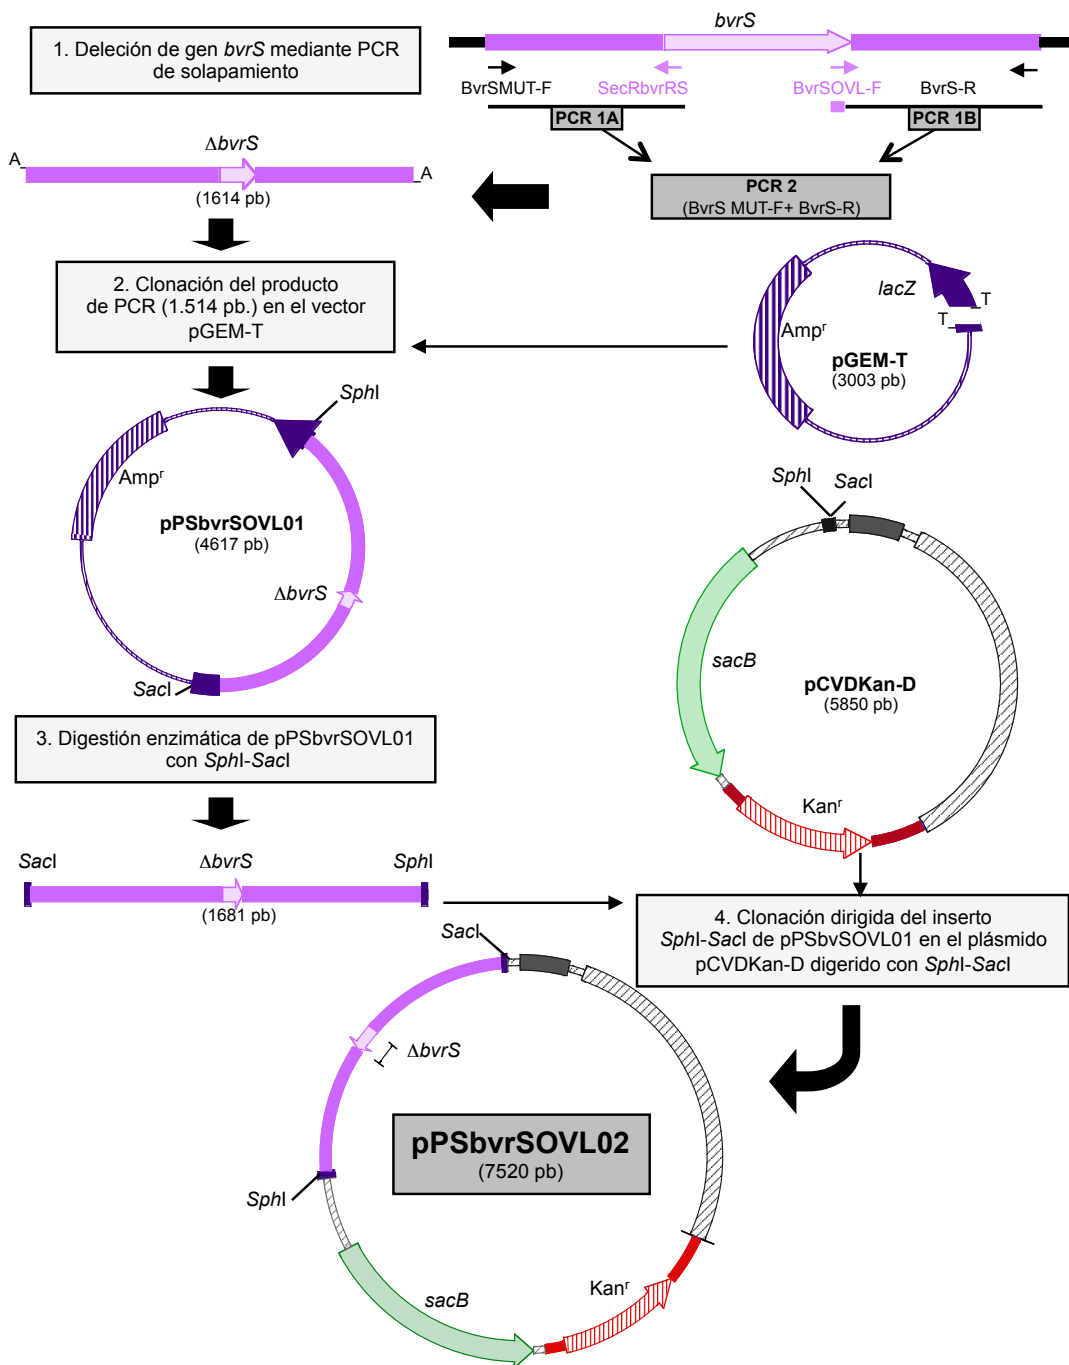 1. Deleción de gen bvrS mediante PCR
de solapamiento
bvrS
BvrSMUT-F
SecRbvrRS
BvrSOVL-F
BvrS-R
PCR 1A
PCR 1B
PCR 2
(BvrS MUT-F+ BvrS-R)
ΔbvrS
A_
_A
(1614 pb)
2. Clonación del producto
de PCR (1.514 pb.) en el vector
pGEM-T
lacZ
_T
T_
Ampʳ
pGEM-T
(3003 pb)
SphI
Ampʳ
pPSbvrSOVL01
(4617 pb)
ΔbvrS
SacI
SphI
SacI
sacB
pCVDKan-D
(5850 pb)
Kanʳ
3. Digestión enzimática de pPSbvrSOVL01
con SphI-SacI
SacI
ΔbvrS
SphI
(1681 pb)
4. Clonación dirigida del inserto
SphI-SacI de pPSbvSOVL01 en el plásmido
pCVDKan-D digerido con SphI-SacI
SacI
ΔbvrS
pPSbvrSOVL02
(7520 pb)
SphI
sacB
Kanʳ